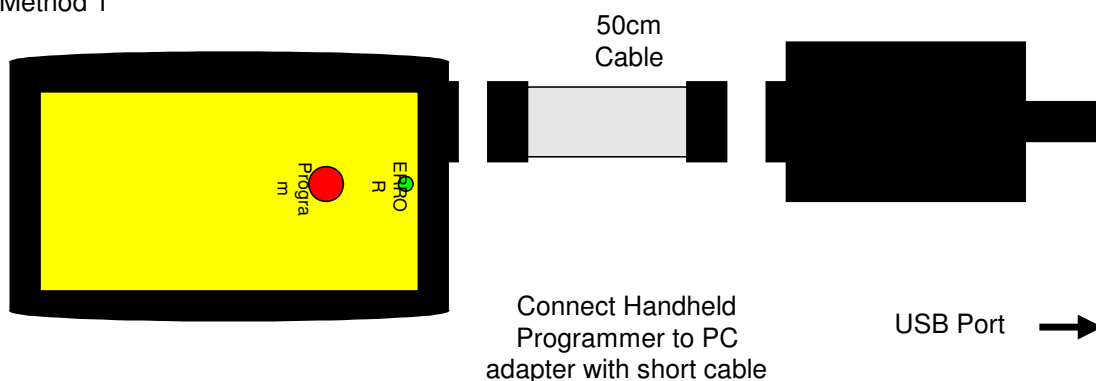 Method 1
50cm
Cable
Progra
m
ERRO
R
Connect Handheld
Programmer to PC
adapter with short cable
USB Port